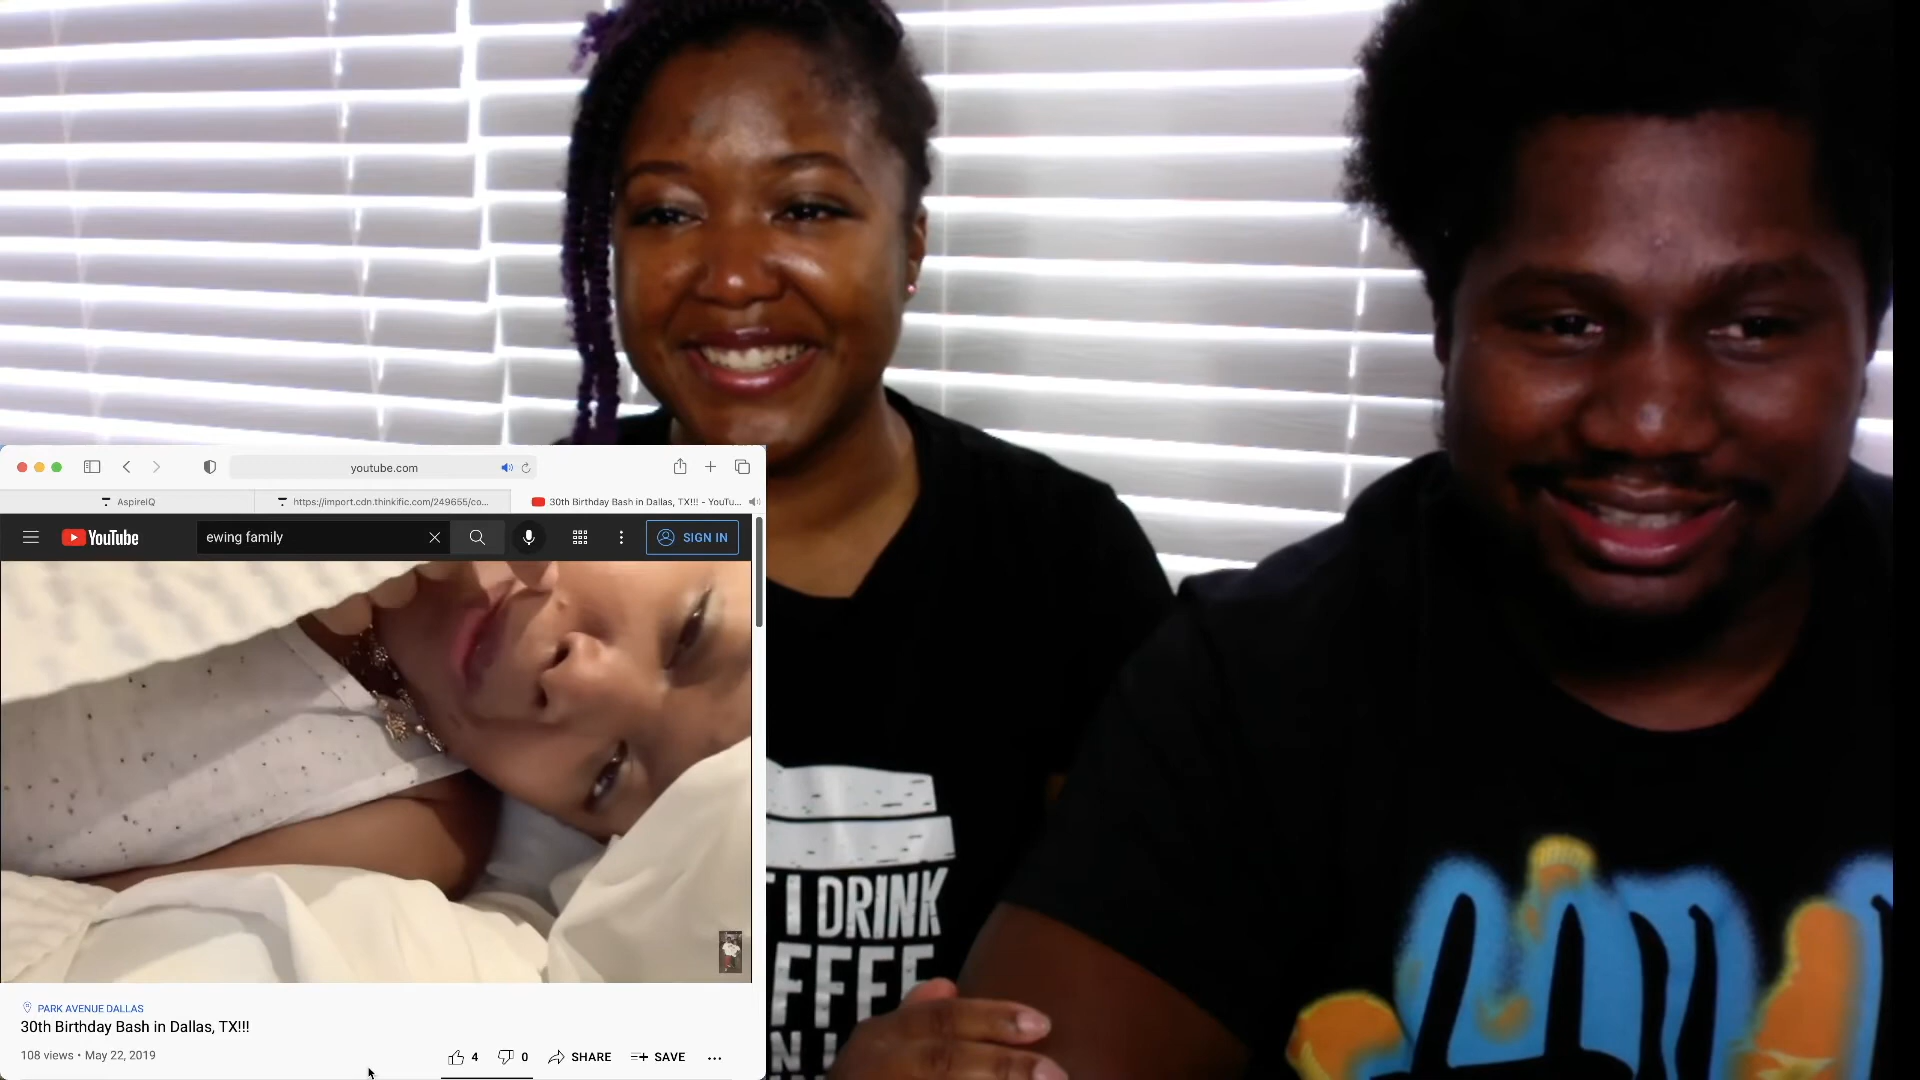 youtube.com
AspireIQ
https://import.cdn.thinkific.com/249655/co...
30th Birthday Bash in Dallas, TX!!! - YouTu...
YouTube
ewing family
SIGN IN
PARK AVENUE DALLAS
30th Birthday Bash in Dallas, TX!!!
108 views • May 22, 2019
4
0
SHARE
SAVE
I DRINK